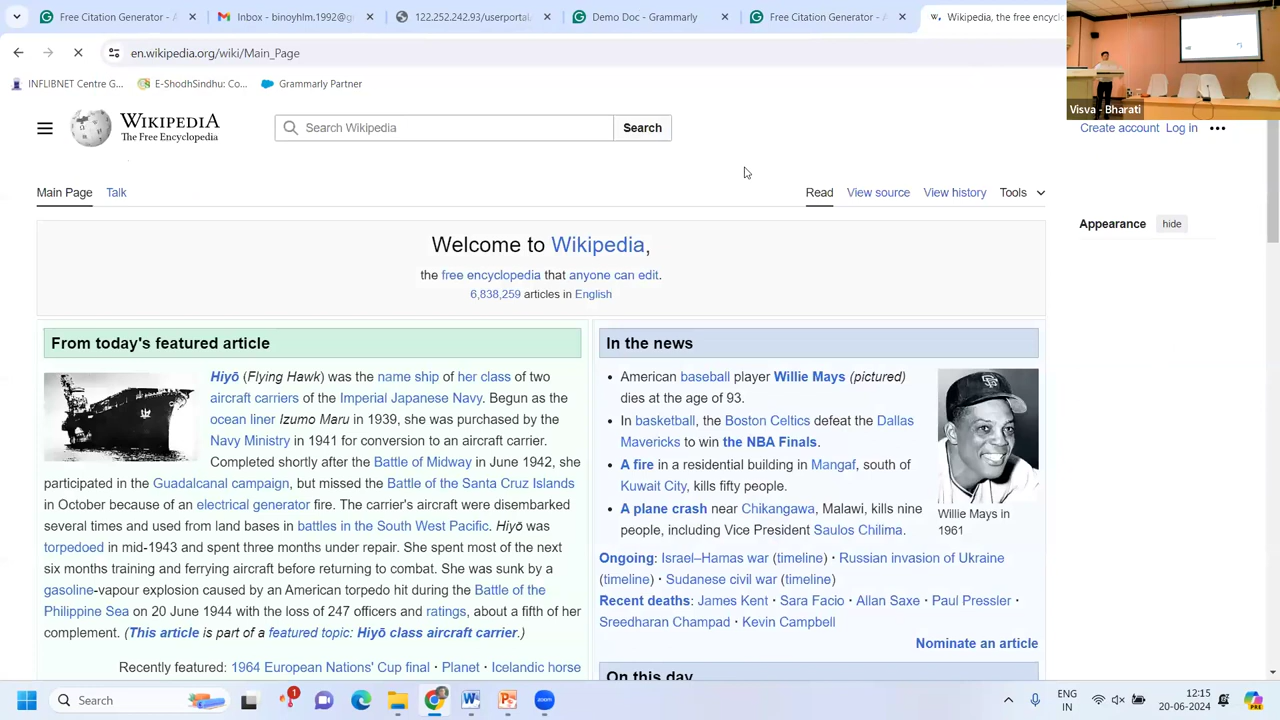 Inbox - binoyhlm.1992@g
122.252.242.93/userporta
Demo Doc - Grammarly
Free Citation Generator - A
Wikipedia, the free encyc
en.wikipedia.org/wiki/Main_Page
INFLIBNET Centre G...
E-ShodhSindhu: Co...
Grammarly Partner
Visva - Bharati
WIKIPEDIA
The Free Encyclopedia
Search Wikipedia
Search
Create account Log in
Main Page Talk
Read View source View history Tools
Appearance hide
Welcome to Wikipedia,
the free encyclopedia that anyone can edit.
6,838,259 articles in English
From today's featured article
Hiyō (Flying Hawk) was the name ship of her class of two
aircraft carriers of the Imperial Japanese Navy. Begun as the
ocean liner Izumo Maru in 1939, she was purchased by the
Navy Ministry in 1941 for conversion to an aircraft carrier.
Completed shortly after the Battle of Midway in June 1942, she
participated in the Guadalcanal campaign, but missed the Battle of the Santa Cruz Islands
in October because of an electrical generator fire. The carrier's aircraft were disembarked
several times and used from land bases in battles in the South West Pacific. Hiyō was
torpedoed in mid-1943 and spent three months under repair. She spent most of the next
six months training and ferrying aircraft before returning to combat. She was sunk by a
gasoline-vapour explosion caused by an American torpedo hit during the Battle of the
Philippine Sea on 20 June 1944 with the loss of 247 officers and ratings, about a fifth of her
complement. (This article is part of a featured topic: Hiyō class aircraft carrier.)
Recently featured: 1964 European Nations' Cup final · Planet · Icelandic horse
In the news
American baseball player Willie Mays (pictured)
dies at the age of 93.
In basketball, the Boston Celtics defeat the Dallas
Mavericks to win the NBA Finals.
A fire in a residential building in Mangaf, south of
Kuwait City, kills fifty people.
A plane crash near Chikangawa, Malawi, kills nine
people, including Vice President Saulos Chilima.
Willie Mays in
1961
Ongoing: Israel–Hamas war (timeline) · Russian invasion of Ukraine
(timeline) · Sudanese civil war (timeline)
Recent deaths: James Kent · Sara Facio · Allan Saxe · Paul Pressler ·
Sreedharan Champad · Kevin Campbell
Nominate an article
On this day
Search
1
zoom
ENG
IN
12:15
20-06-2024
PRE